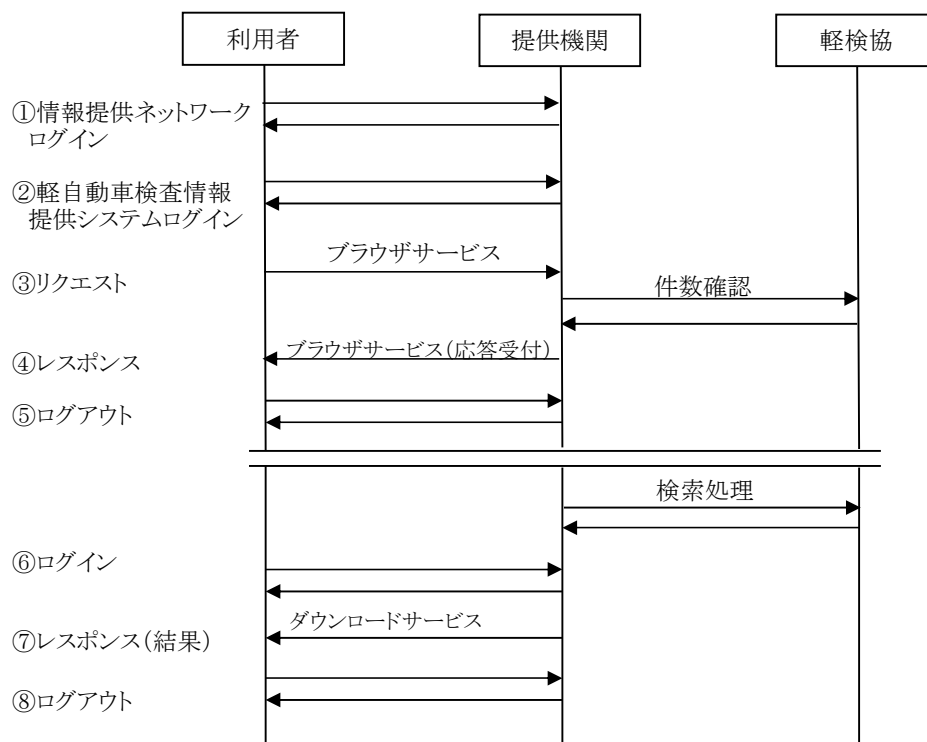 利用者
提供機関
軽検協
①情報提供ネットワーク
ログイン
②軽自動車検査情報
提供システムログイン
ブラウザサービス
③リクエスト
件数確認
ブラウザサービス(応答受付)
④レスポンス
⑤ログアウト
検索処理
⑥ログイン
ダウンロードサービス
⑦レスポンス(結果)
⑧ログアウト